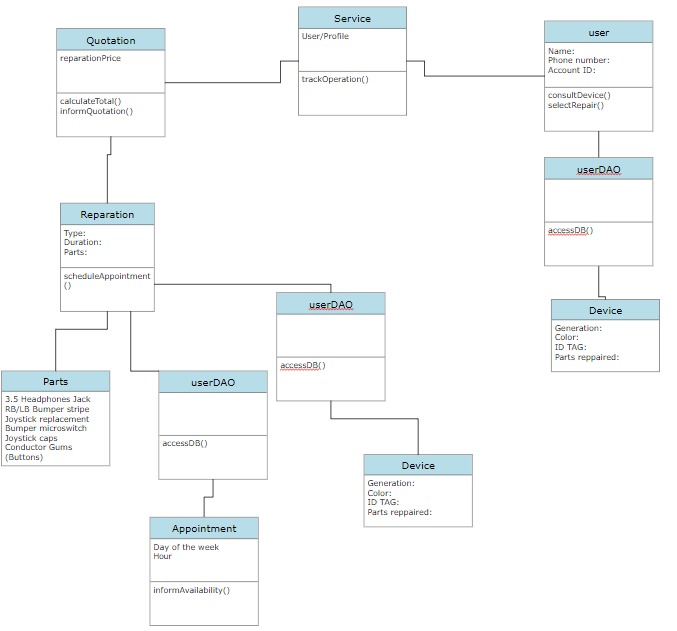 Service
User/Profile
trackOperation()
Quotation
reparationPrice
calculateTotal()
informQuotation()
user
Name:
Phone number:
Account ID:
consultDevice()
selectRepair()
userDAO
accessDB()
Reparation
Type:
Duration:
Parts:
scheduleAppointment
()
userDAO
accessDB()
Device
Generation:
Color:
ID TAG:
Parts reppaired:
Parts
3.5 Headphones Jack
RB/LB Bumper stripe
Joystick replacement
Bumper microswitch
Joystick caps
Conductor Gums
(Buttons)
userDAO
accessDB()
Device
Generation:
Color:
ID TAG:
Parts reppaired:
Appointment
Day of the week
Hour
informAvailability()